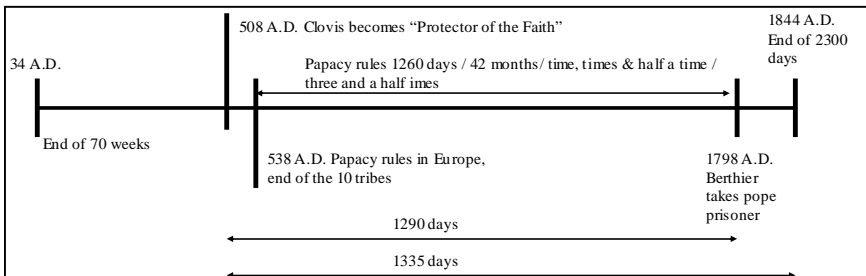 508 A.D. Clovis becomes “Protector of the Faith”
1844 A.D.
End of 2300
days
34 A.D.
Papacy rules 1260 days / 42 months/ time, times & half a time /
three and a half imes
End of 70 weeks
538 A.D. Papacy rules in Europe,
end of the 10 tribes
1798 A.D.
Berthier
takes pope
prisoner
1290 days
1335 days